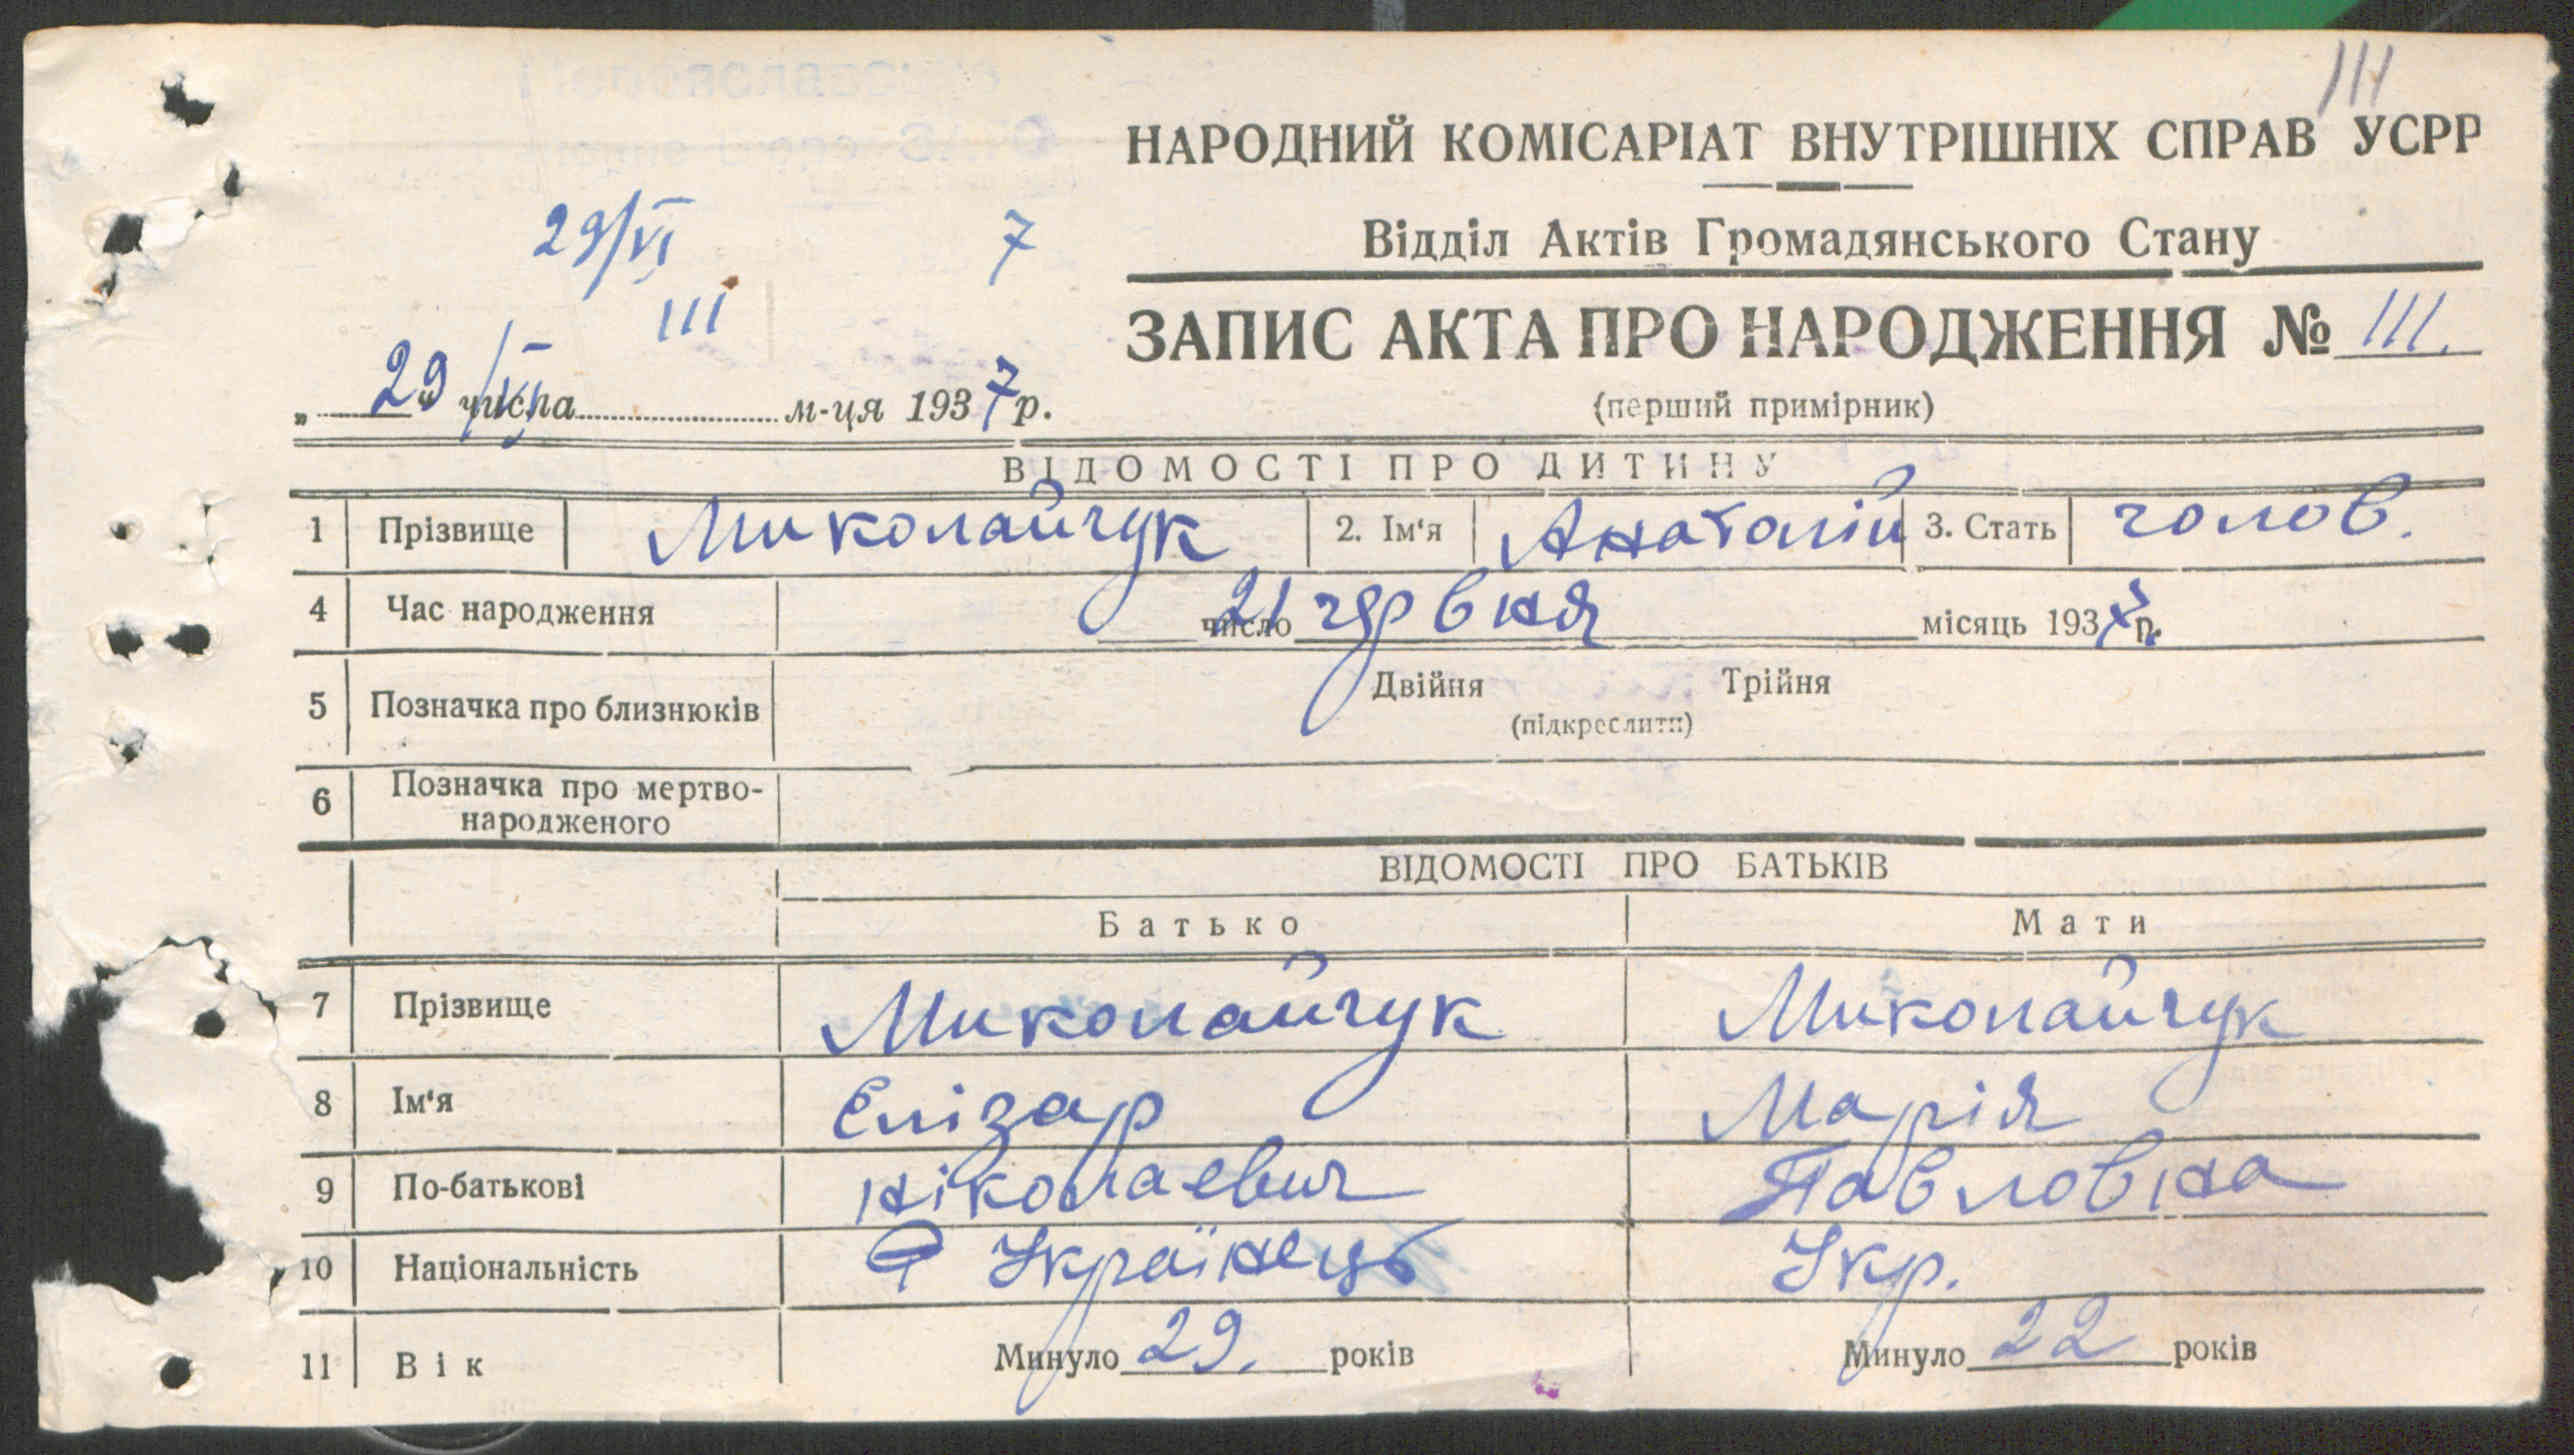 111
НАРОДНИЙ КОМІСАРІАТ ВНУТРІШНІХ СПРАВ УСРР
Відділ Актів Громадянського Стану
29/VI 7
111
ЗАПИС АКТА ПРО НАРОДЖЕННЯ № 111.
(перший примірник)
„ 29 /VI числа м-ця 1937 р.
ВІДОМОСТІ ПРО ДИТИНУ
1 Прізвище Миколайчук 2. Ім'я Анатолій 3. Стать чолов.
4 Час народження 21 число червня місяць 1937 р.
5 Позначка про близнюків Двійня Трійня
(підкреслити)
6 Позначка про мертво-
народженого
ВІДОМОСТІ ПРО БАТЬКІВ
Батько Мати
7 Прізвище Миколайчук Миколайчук
8 Ім'я Елізар Марія
9 По-батькові Ніколаевич Павловна
10 Національність Українець Укр.
11 Вік Минуло 29. років Минуло 22 років